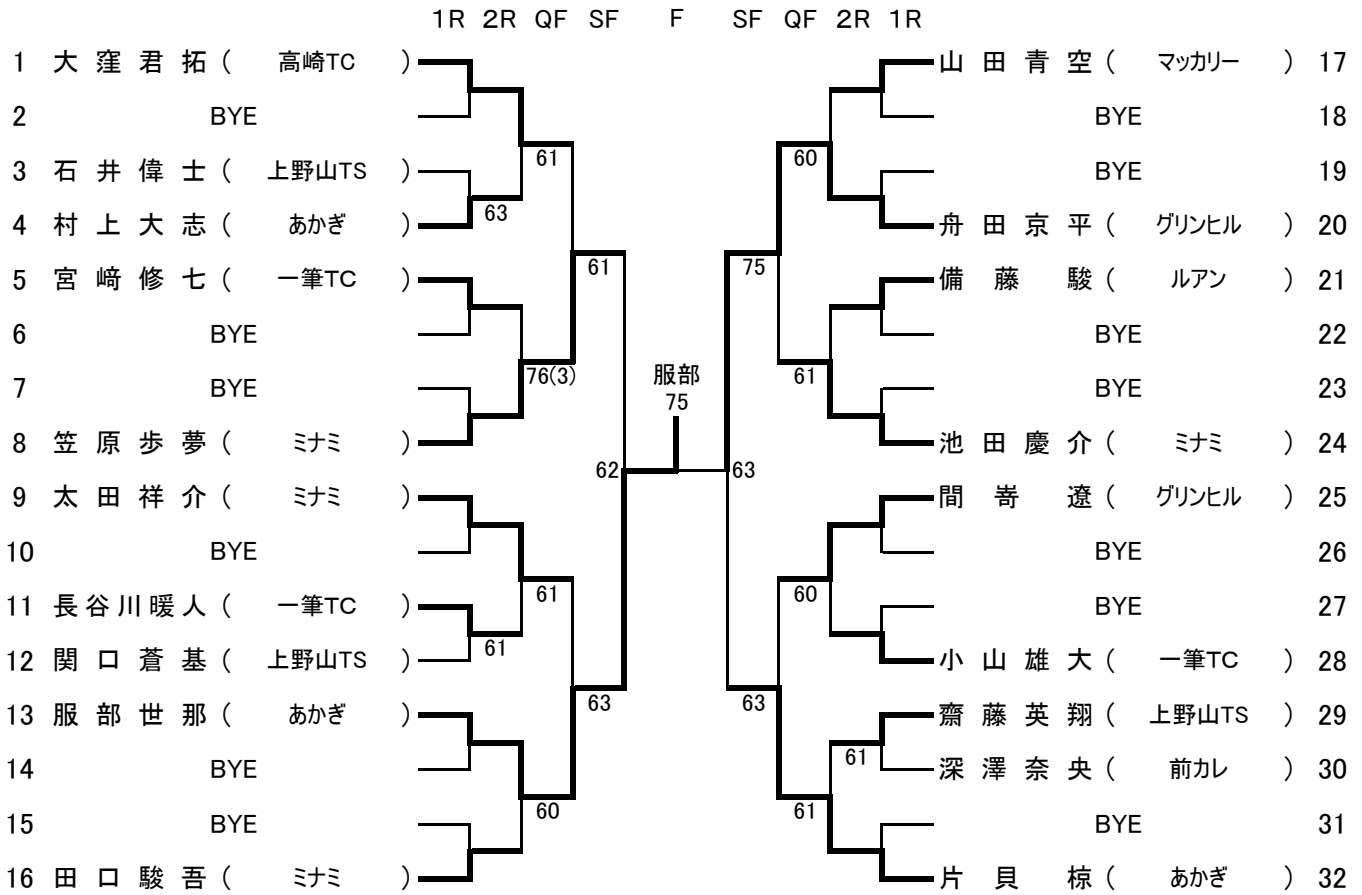 1R 2R QF SF F SF QF 2R 1R
1 大窪君拓 ( 高崎TC ) 山田青空 ( マッカリー ) 17
2 BYE BYE 18
61 60
3 石井偉士 ( 上野山TS ) BYE 19
63
4 村上大志 ( あかぎ ) 舟田京平 ( グリンヒル ) 20
61 75
5 宮﨑修七 ( 一筆TC ) 備藤駿 ( ルアン ) 21
6 BYE BYE 22
76(3) 服部 61
7 BYE BYE 23
75
8 笠原歩夢 ( ミナミ ) 池田慶介 ( ミナミ ) 24
62 63
9 太田祥介 ( ミナミ ) 間嵜遼 ( グリンヒル ) 25
10 BYE BYE 26
61 60
11 長谷川暖人 ( 一筆TC ) BYE 27
61
12 関口蒼基 ( 上野山TS ) 小山雄大 ( 一筆TC ) 28
63 63
13 服部世那 ( あかぎ ) 齋藤英翔 ( 上野山TS ) 29
61
14 BYE 深澤奈央 ( 前カレ ) 30
60 61
15 BYE BYE 31
16 田口駿吾 ( ミナミ ) 片貝椋 ( あかぎ ) 32